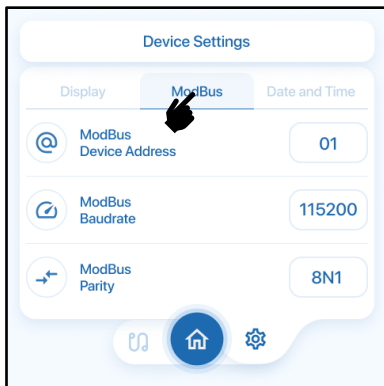 Device Settings
Display ModBus Date and Time
ModBus
Device Address
01
ModBus
Baudrate
115200
ModBus
Parity
8N1